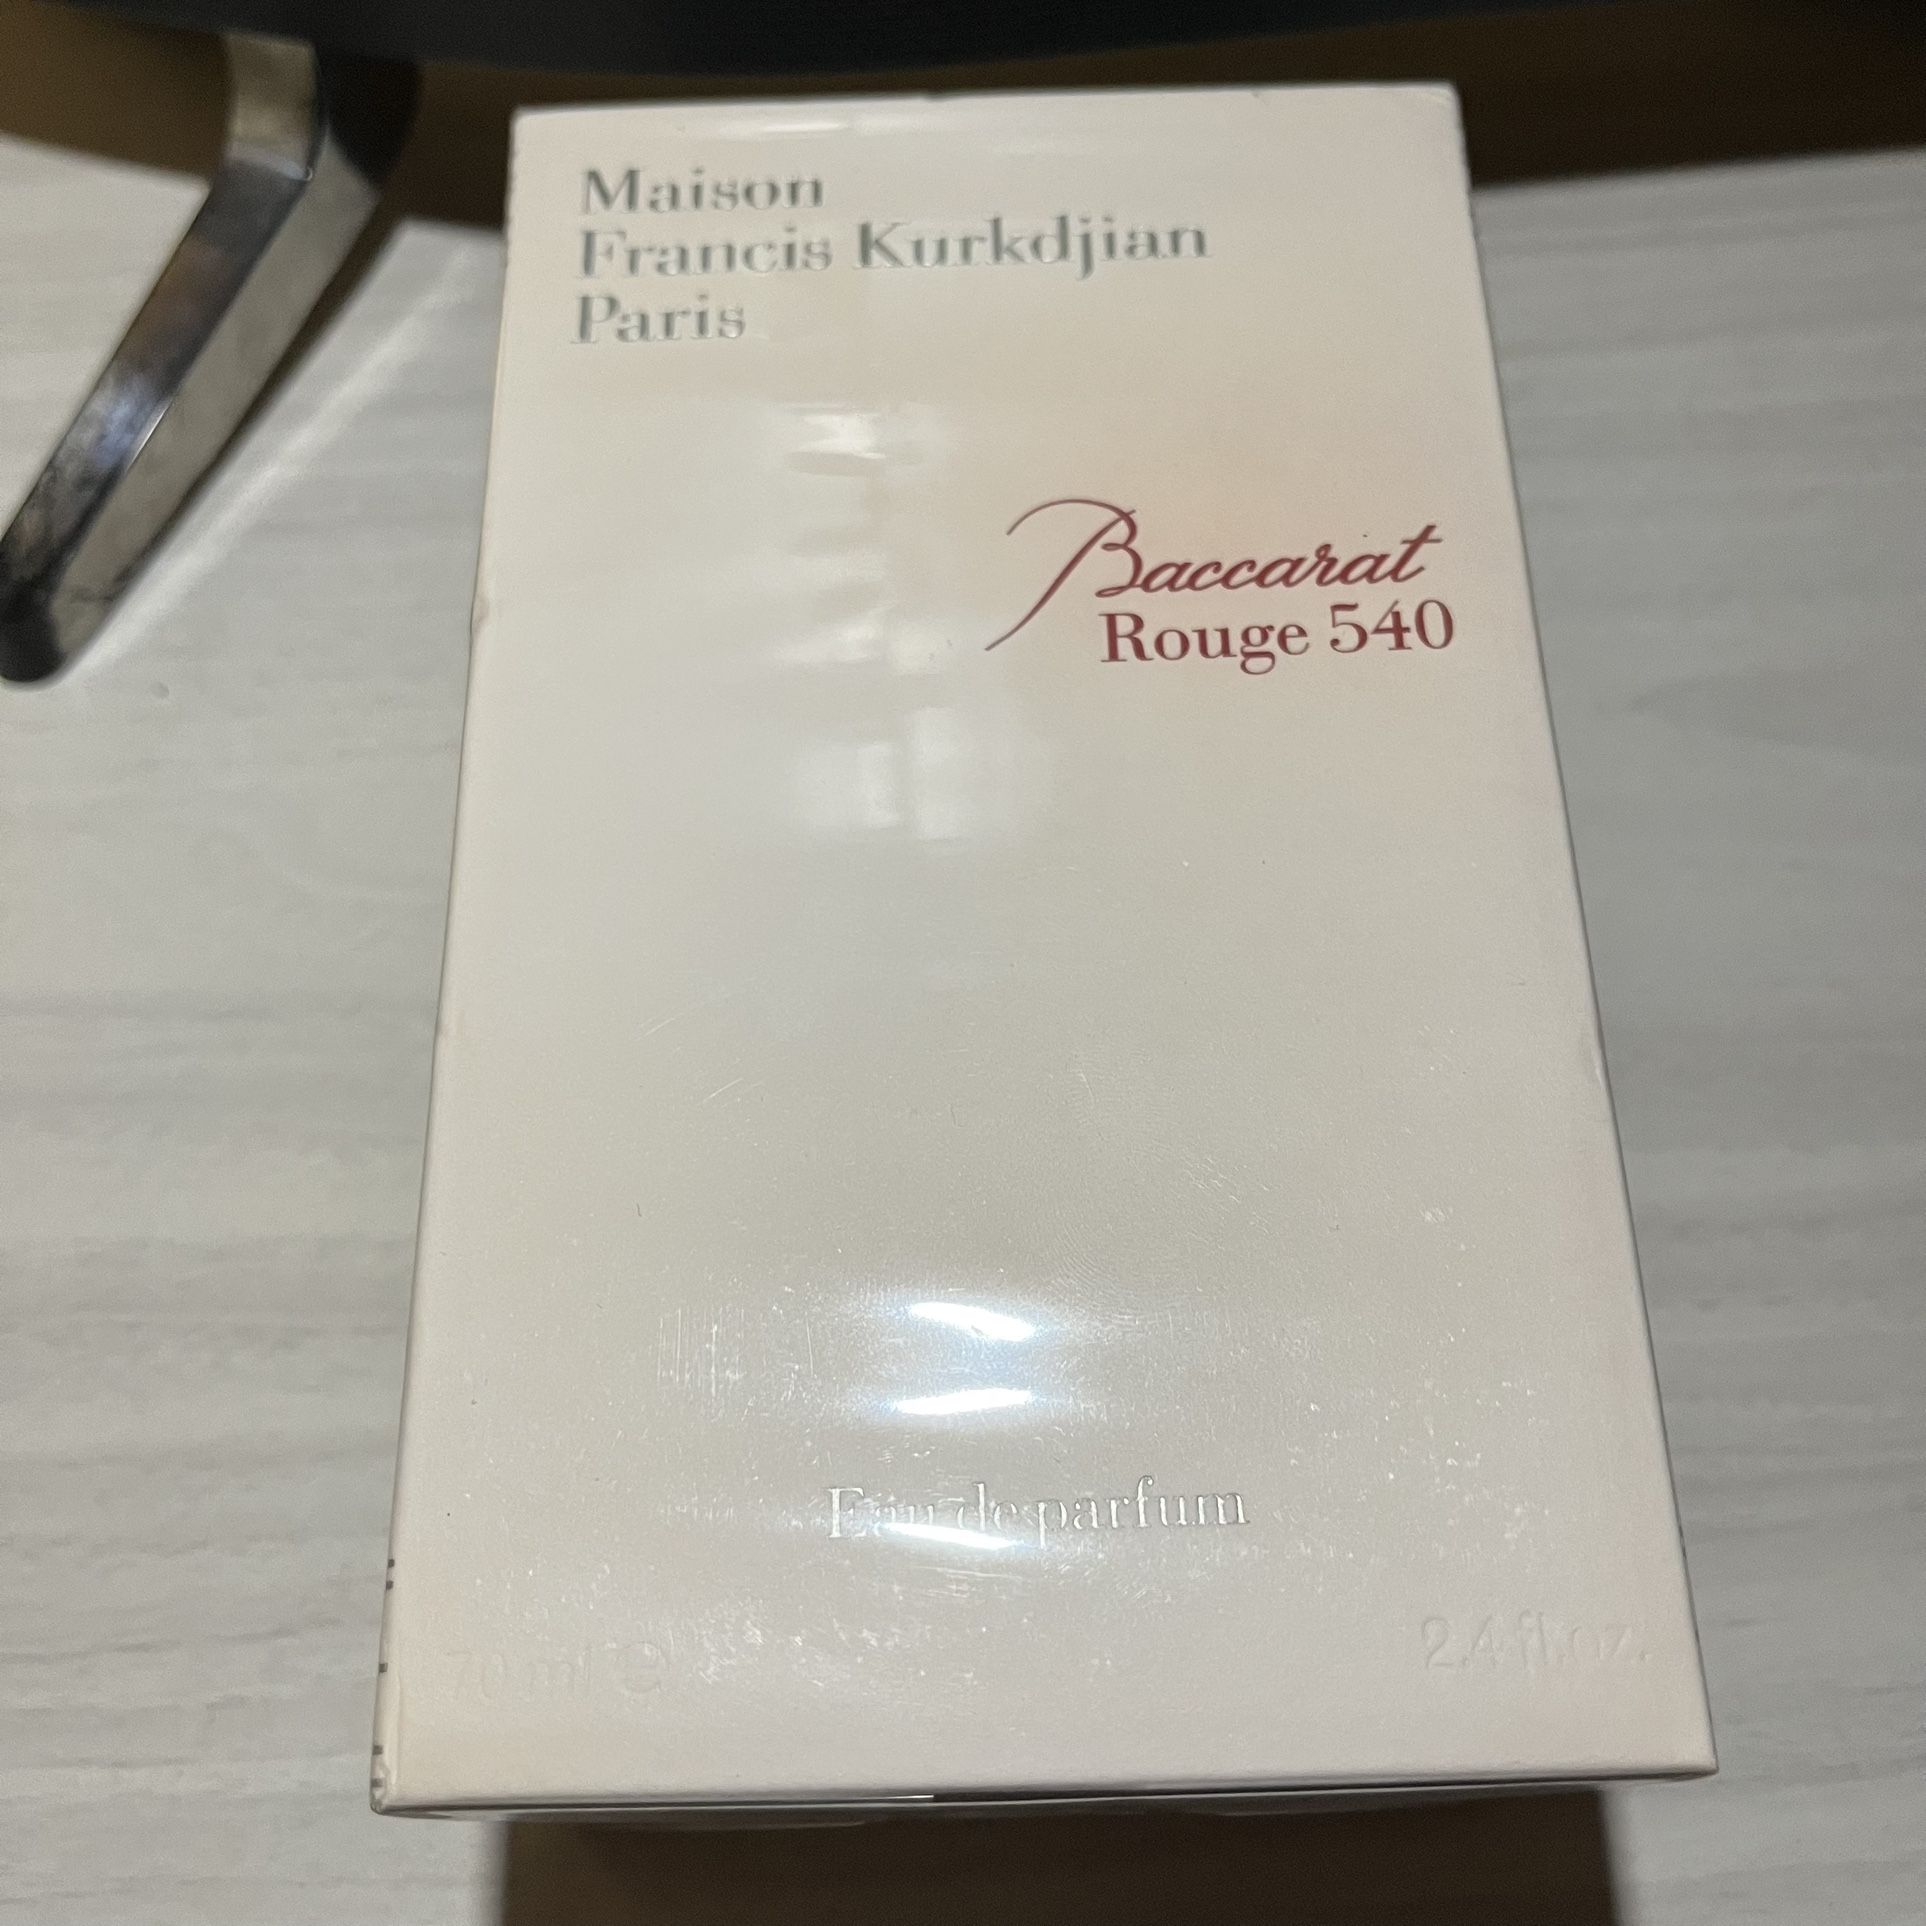 Maison
Francis Kurkdjian
Paris
Baccarat
Rouge 540
Eau de parfum
70 ml ℮
2.4 fl.oz.